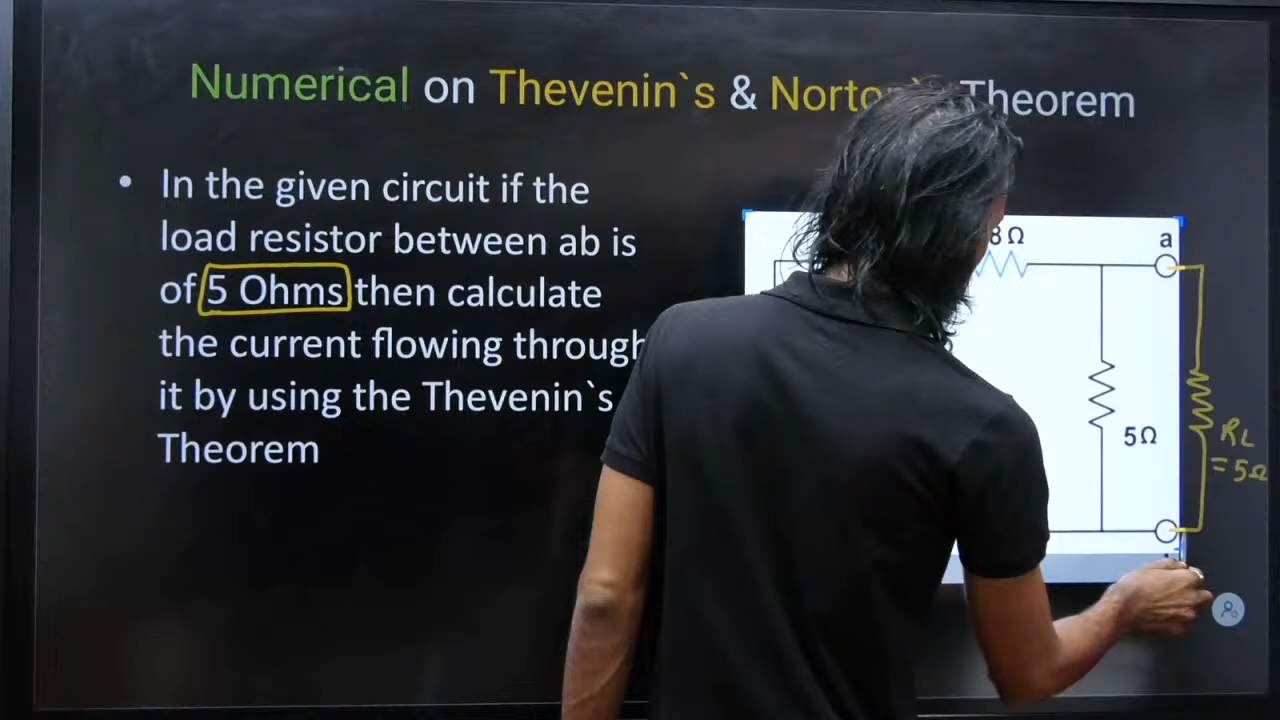 Numerical on Thevenin`s & Theorem
• In the given circuit if the
load resistor between ab is
of 5 Ohms then calculate
the current flowing through
it by using the Thevenin`s
Theorem
8 Ω
a
5Ω
RL
= 5Ω